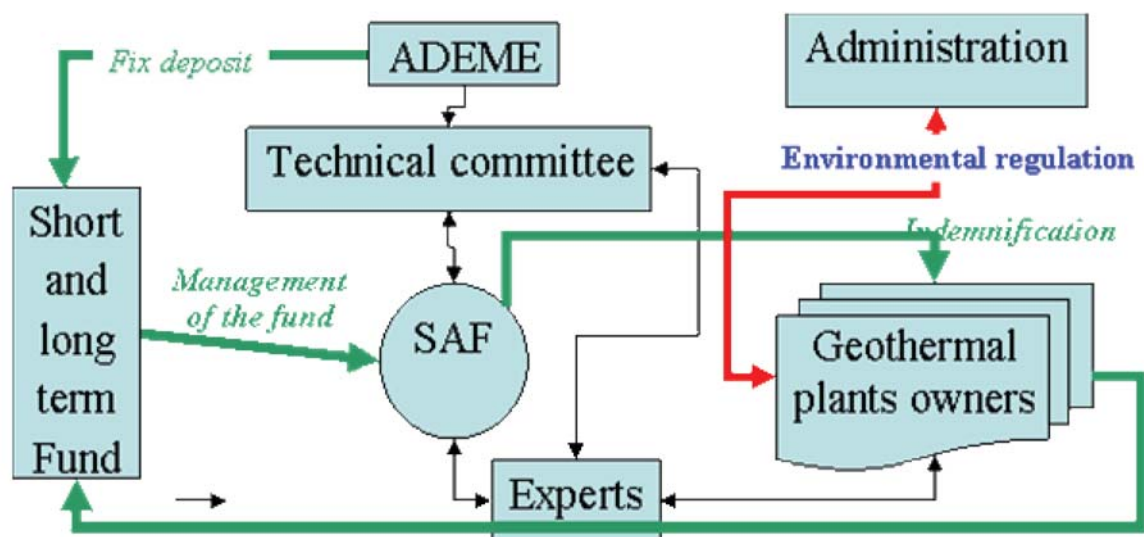 Fix deposit
ADEME
Administration
Technical committee
Environmental regulation
Short
and
long
term
Fund
Management
of the fund
SAF
Indemnification
Geothermal
plants owners
Experts